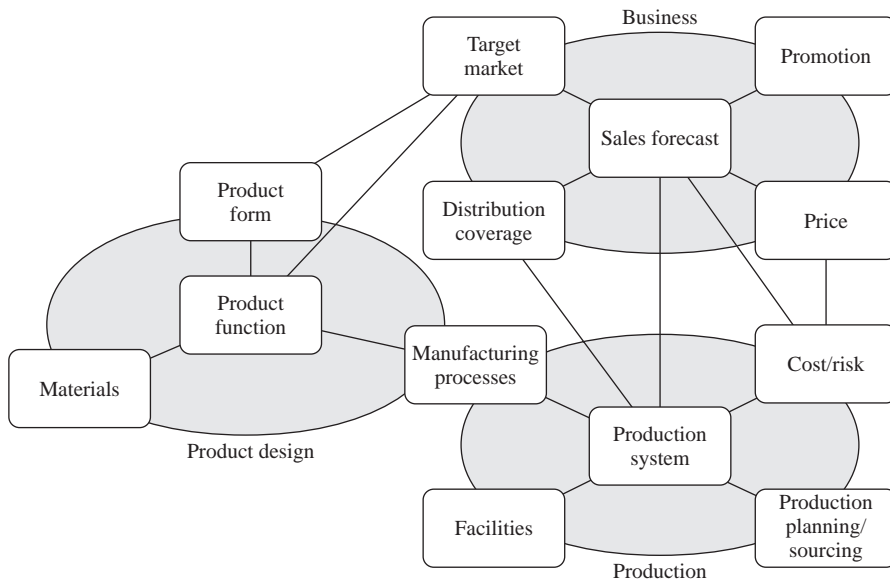 Business
Target
market
Promotion
Sales forecast
Product
form
Distribution
coverage
Price
Product
function
Manufacturing
processes
Cost/risk
Materials
Product design
Production
system
Facilities
Production
planning/
sourcing
Production